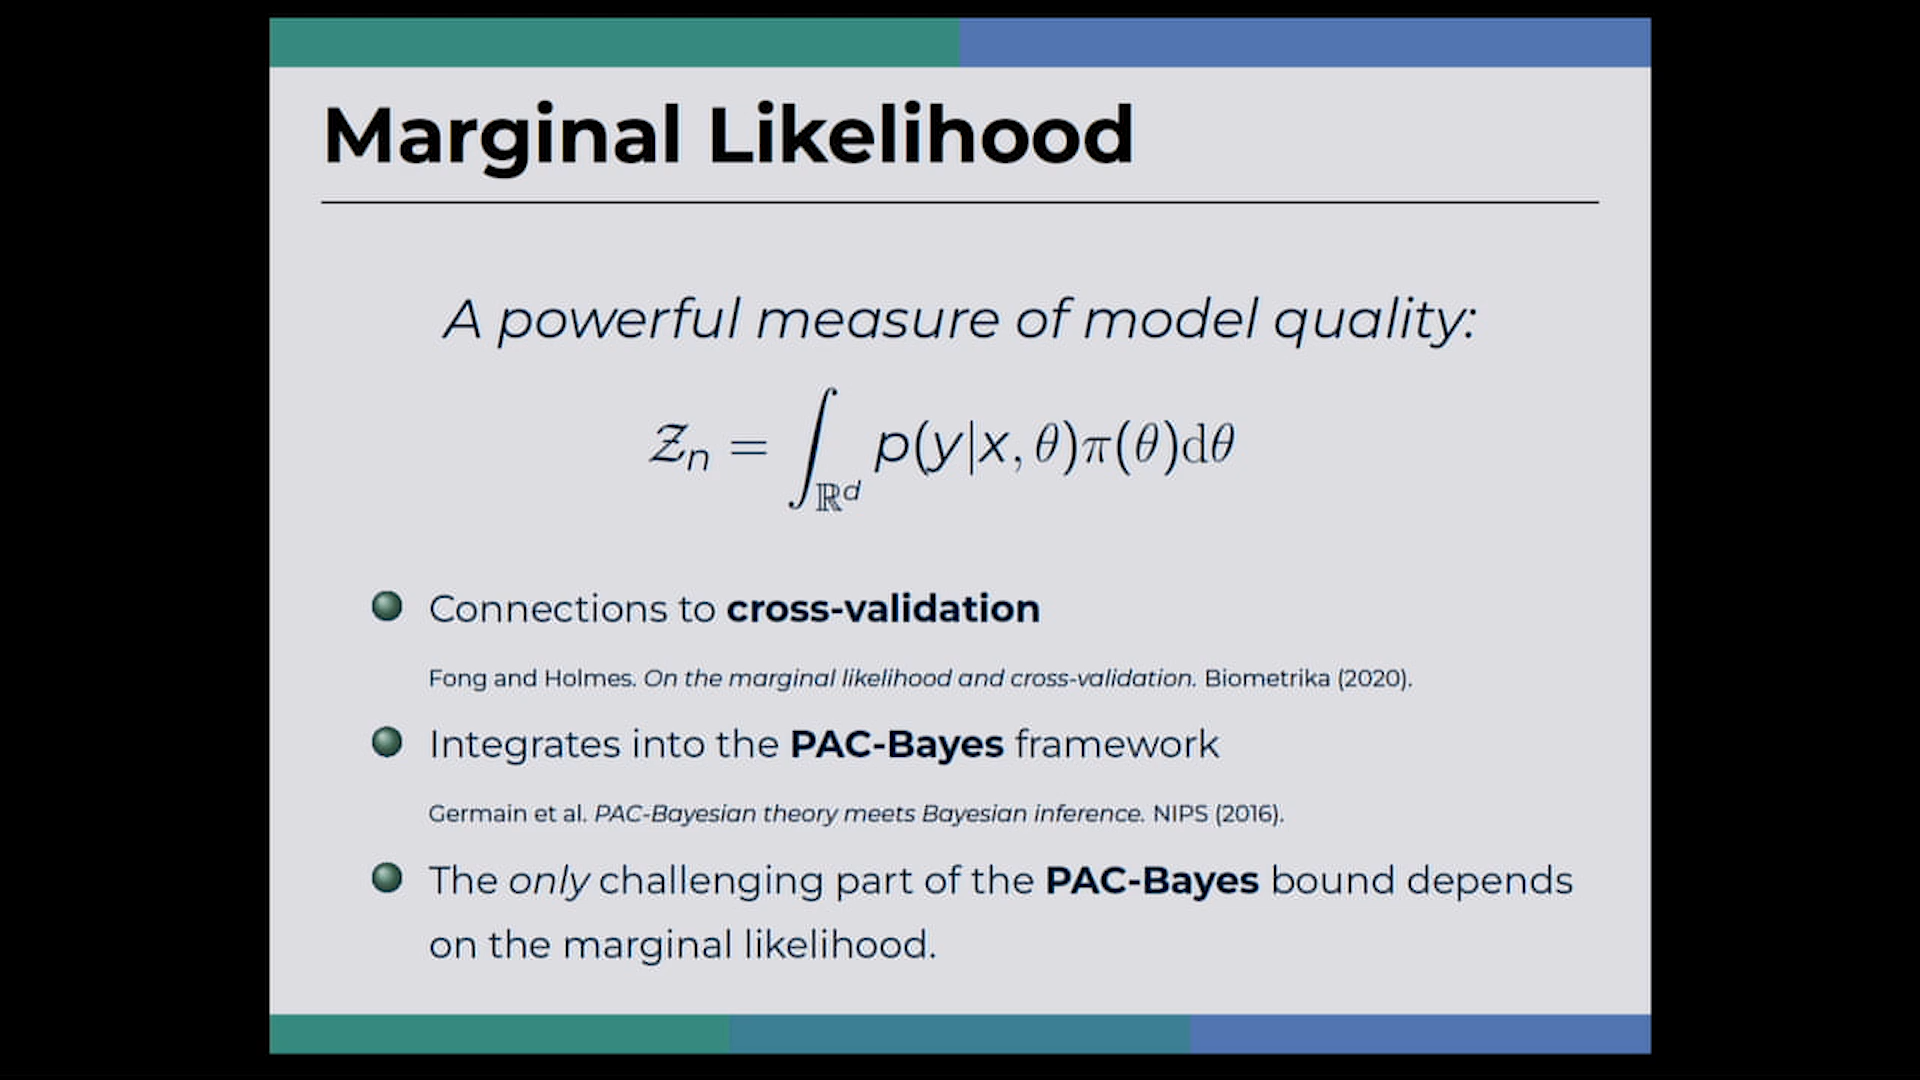 Marginal Likelihood
A powerful measure of model quality:
𝒵ₙ = ∫_{ℝᵈ} p(y|x, θ)π(θ)dθ
Connections to cross-validation
Fong and Holmes. On the marginal likelihood and cross-validation. Biometrika (2020).
Integrates into the PAC-Bayes framework
Germain et al. PAC-Bayesian theory meets Bayesian inference. NIPS (2016).
The only challenging part of the PAC-Bayes bound depends
on the marginal likelihood.